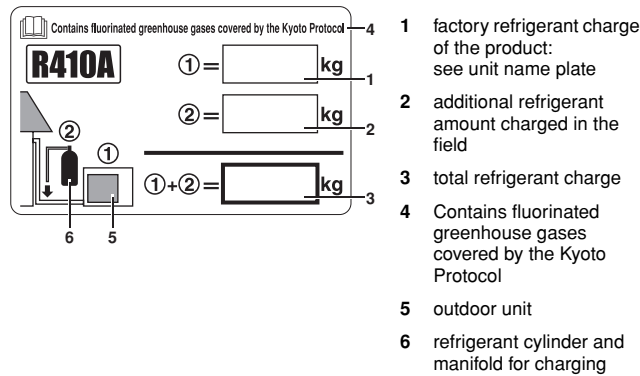 Contains fluorinated greenhouse gases covered by the Kyoto Protocol
4
R410A
① = kg
1
② = kg
2
②
①
①+② = kg
3
6
5
1 factory refrigerant charge
of the product:
see unit name plate
2 additional refrigerant
amount charged in the
field
3 total refrigerant charge
4 Contains fluorinated
greenhouse gases
covered by the Kyoto
Protocol
5 outdoor unit
6 refrigerant cylinder and
manifold for charging